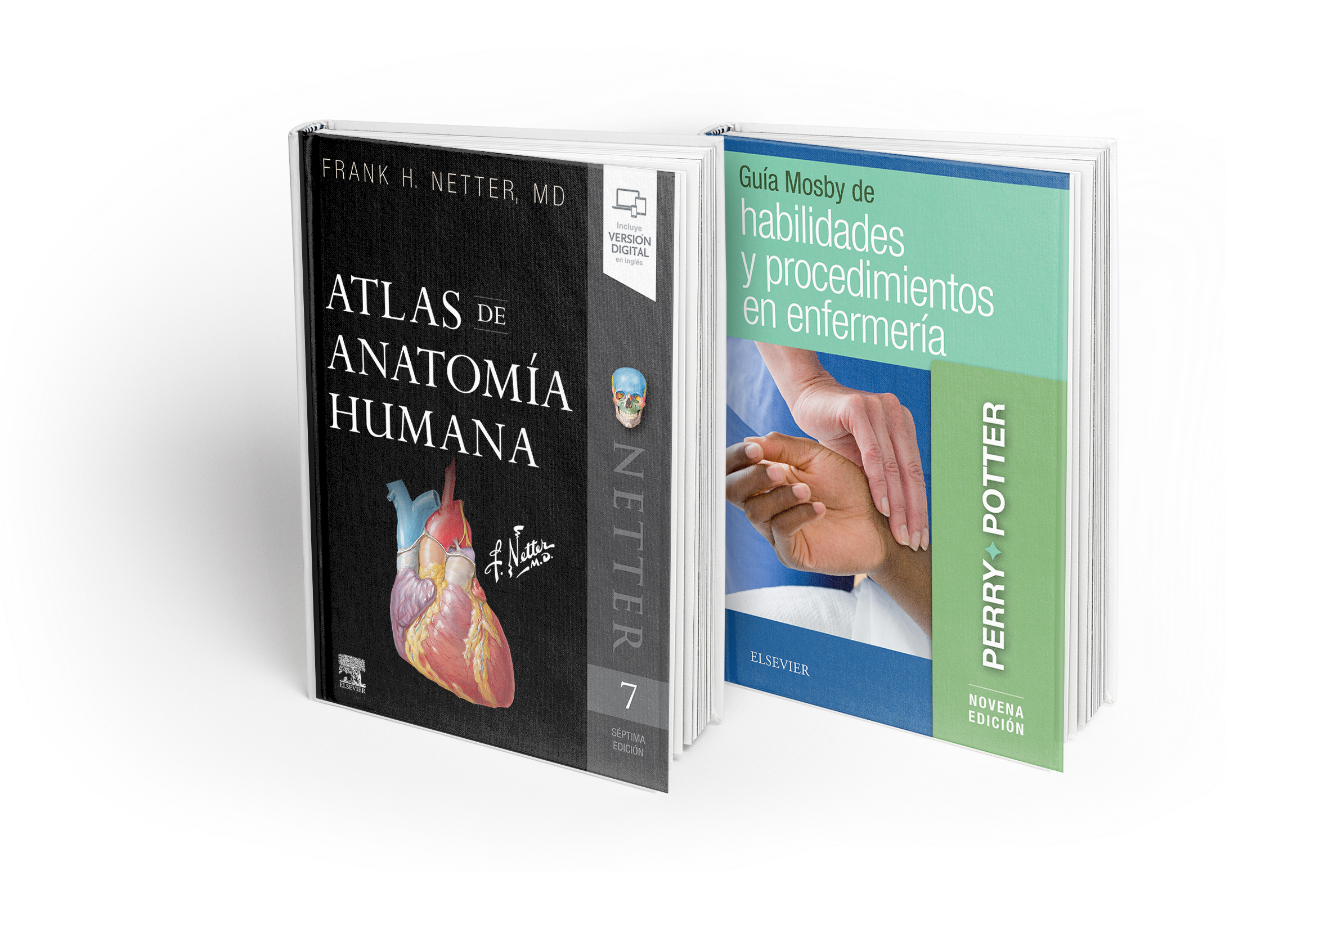 FRANK H. NETTER, MD
Incluye
VERSIÓN
DIGITAL
en inglés
ATLAS DE
ANATOMÍA
HUMANA
F. Netter
M.D.
NETTER
ELSEVIER
7
SÉPTIMA
EDICIÓN
Guía Mosby de
habilidades
y procedimientos
en enfermería
PERRY POTTER
ELSEVIER
NOVENA
EDICIÓN